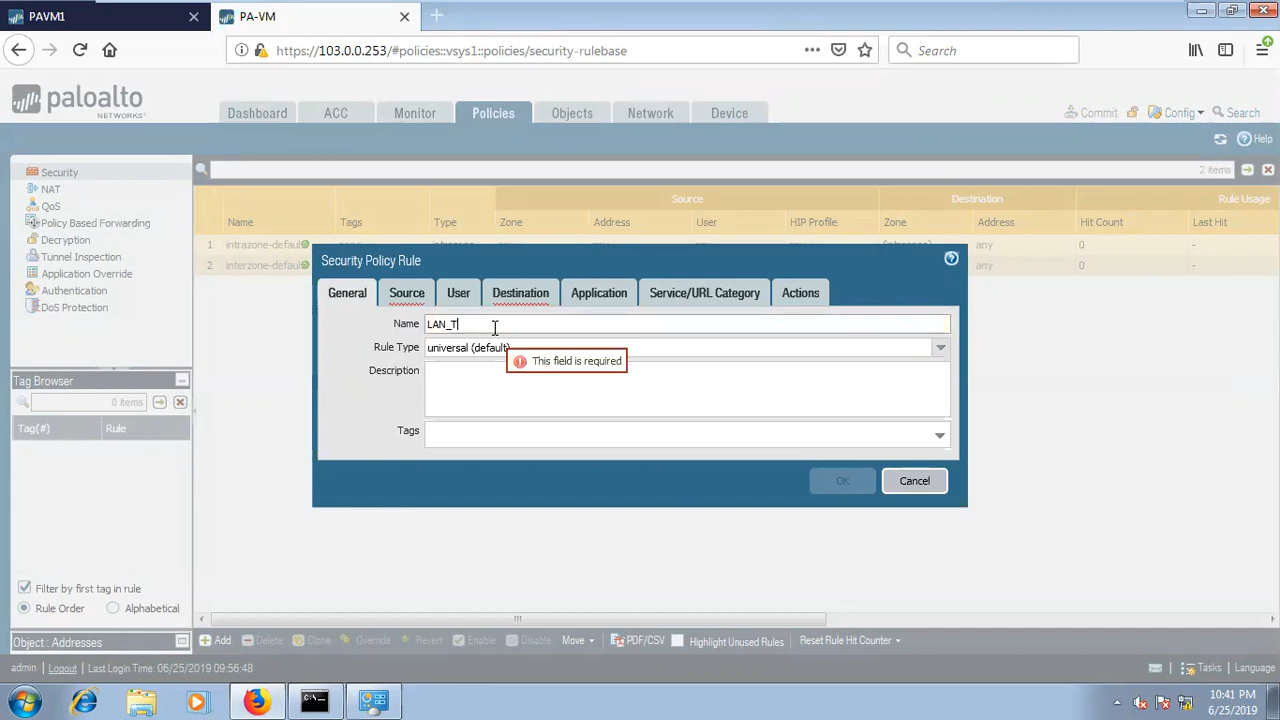 PAVM1
PA-VM
https://103.0.0.253/#policies::vsys1::policies/security-rulebase
Search
paloalto
NETWORKS
Dashboard
ACC
Monitor
Policies
Objects
Network
Device
Commit
Config
Search
Help
Security
NAT
QoS
Policy Based Forwarding
Decryption
Tunnel Inspection
Application Override
Authentication
DoS Protection
2 items
Source
Destination
Rule Usage
Name
Tags
Type
Zone
Address
User
HIP Profile
Zone
Address
Hit Count
Last Hit
1 intrazone-default
any
0
-
2 interzone-default
any
0
-
Security Policy Rule
General
Source
User
Destination
Application
Service/URL Category
Actions
Name
LAN_T
Rule Type
universal (default)
This field is required
Description
Tags
OK
Cancel
Tag Browser
0 items
Tag(#)
Rule
Filter by first tag in rule
Rule Order
Alphabetical
Object : Addresses
Add
Delete
Clone
Override
Revert
Enable
Disable
Move
PDF/CSV
Highlight Unused Rules
Reset Rule Hit Counter
admin
Logout
Last Login Time: 06/25/2019 09:56:48
Tasks
Language
10:41 PM
6/25/2019